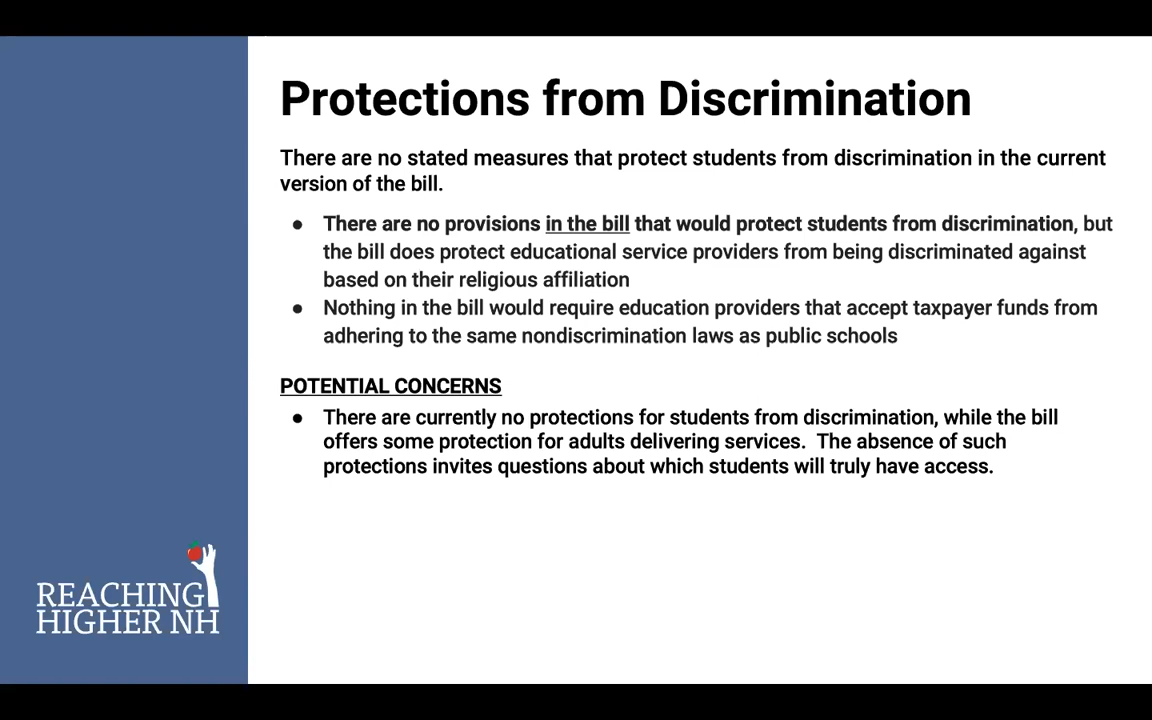 Protections from Discrimination
There are no stated measures that protect students from discrimination in the current
version of the bill.
● There are no provisions in the bill that would protect students from discrimination, but
the bill does protect educational service providers from being discriminated against
based on their religious affiliation
● Nothing in the bill would require education providers that accept taxpayer funds from
adhering to the same nondiscrimination laws as public schools
POTENTIAL CONCERNS
● There are currently no protections for students from discrimination, while the bill
offers some protection for adults delivering services.  The absence of such
protections invites questions about which students will truly have access.
REACHING
HIGHER NH